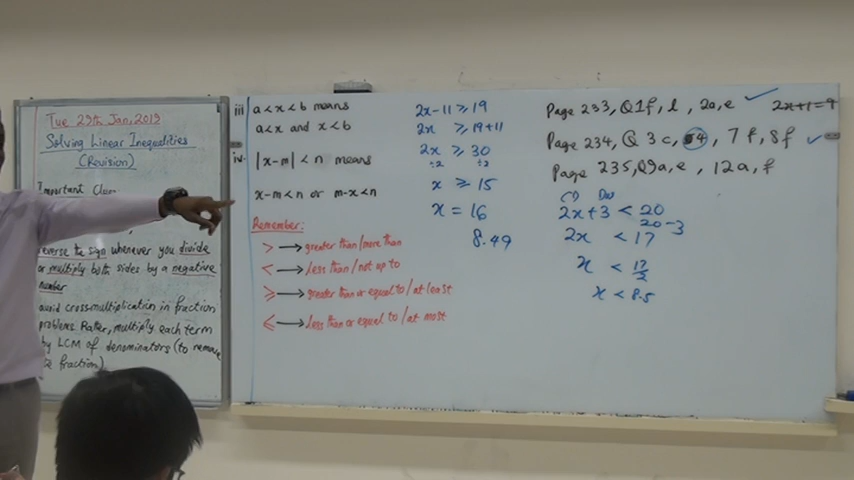 Tue 29th Jan, 2019
Solving Linear Inequalities
(Revision)
Important
reverse the sign whenever you divide
or multiply both sides by a negative
number
avoid cross multiplication in fraction
problems. Rather, multiply each term
by LCM of denominators (to remove
fraction)
iii a < x < b means
a < x and x < b
iv. |x-m| < n means
x-m < n or m-x < n
Remember:
> → greater than/more than
< → Less than/not up to
≥ → greater than or equal to/at least
≤ → Less than or equal to/at most
2x-11 ≥ 19
2x ≥ 19+11
2x ≥ 30
÷2 ÷2
x ≥ 15
x = 16
8.49
Page 233, Q1f, l, 2a, e ✓
2x+1=9
Page 234, Q 3c, 4, 7f, 8f ✓
Page 235, Q9a, e, 12a, f
2x+3 < 20
20-3
2x < 17
x < 17/2
x < 8.5